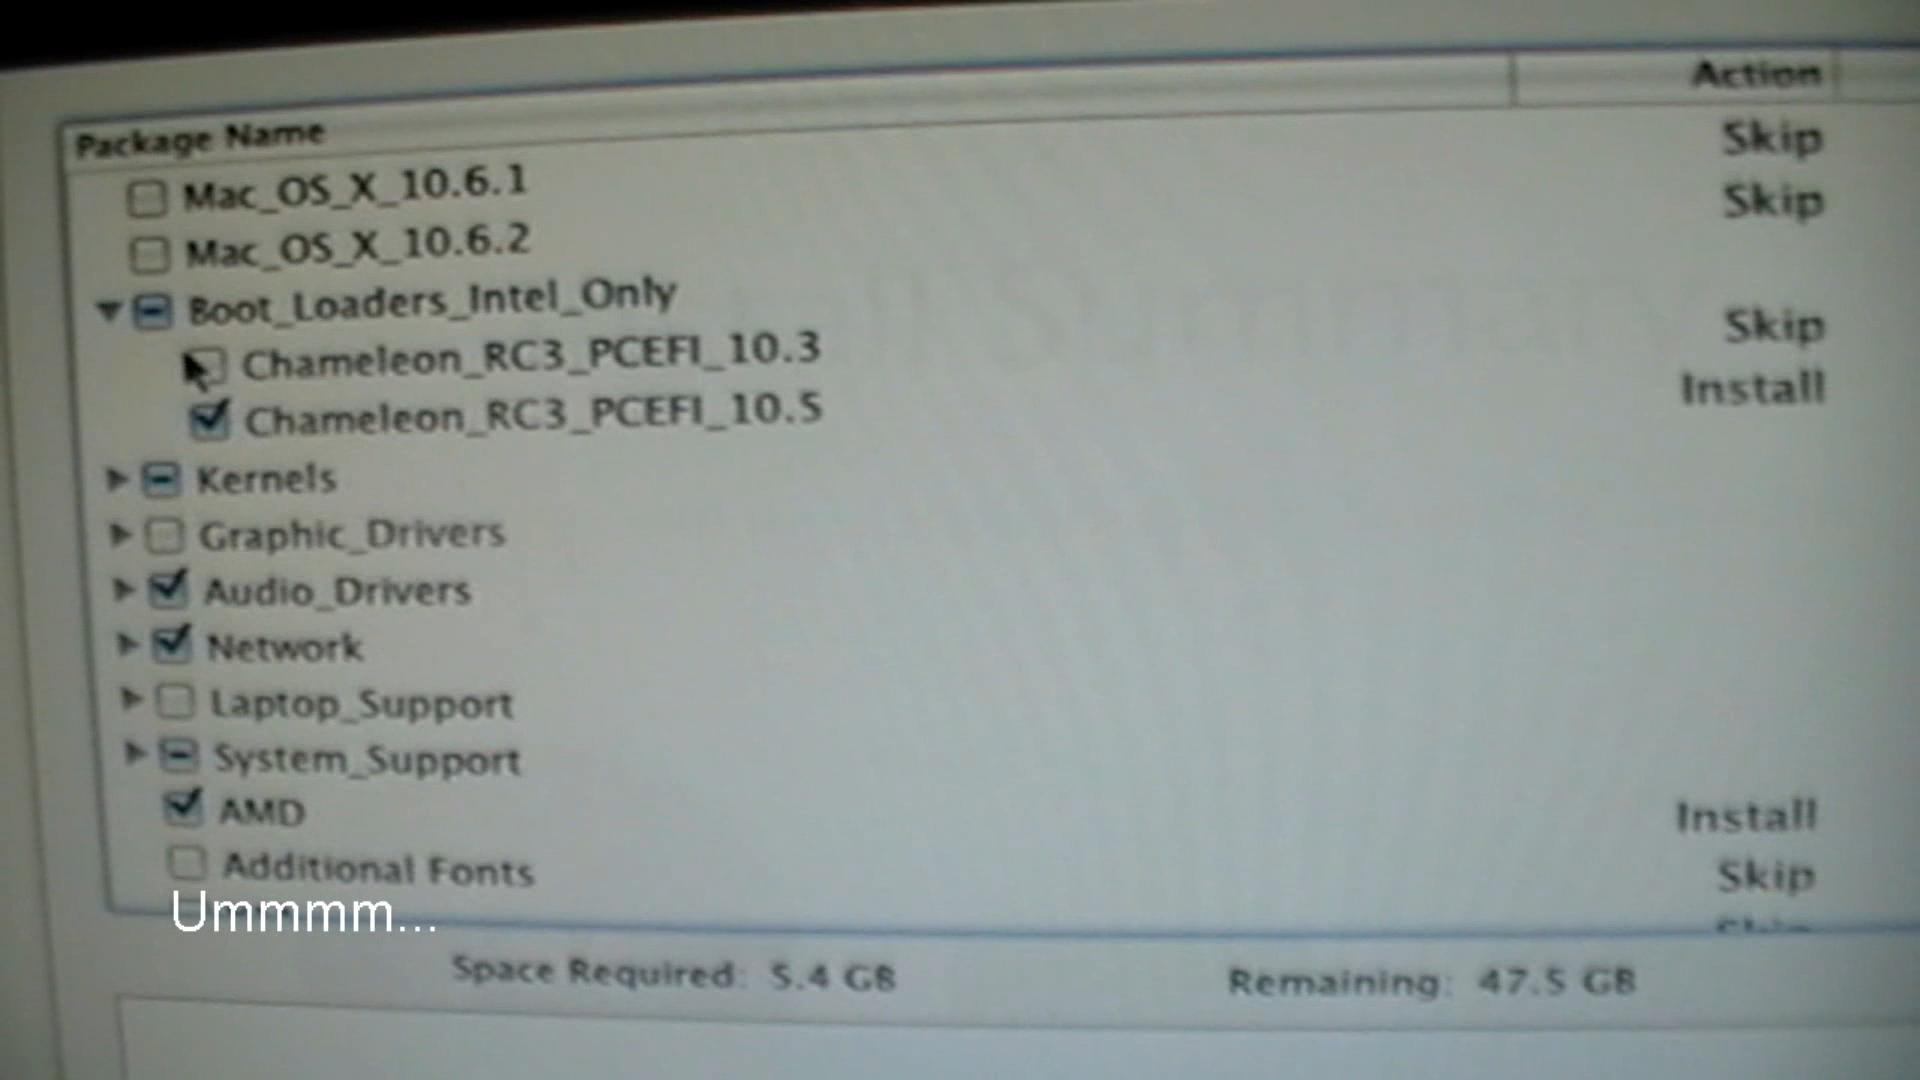 Package Name Action
Mac_OS_X_10.6.1 Skip
Mac_OS_X_10.6.2 Skip
Boot_Loaders_Intel_Only
Chameleon_RC3_PCEFI_10.3 Skip
Chameleon_RC3_PCEFI_10.5 Install
Kernels
Graphic_Drivers
Audio_Drivers
Network
Laptop_Support
System_Support
AMD Install
Additional Fonts Skip
Ummmm...
Space Required: 5.4 GB Remaining: 47.5 GB